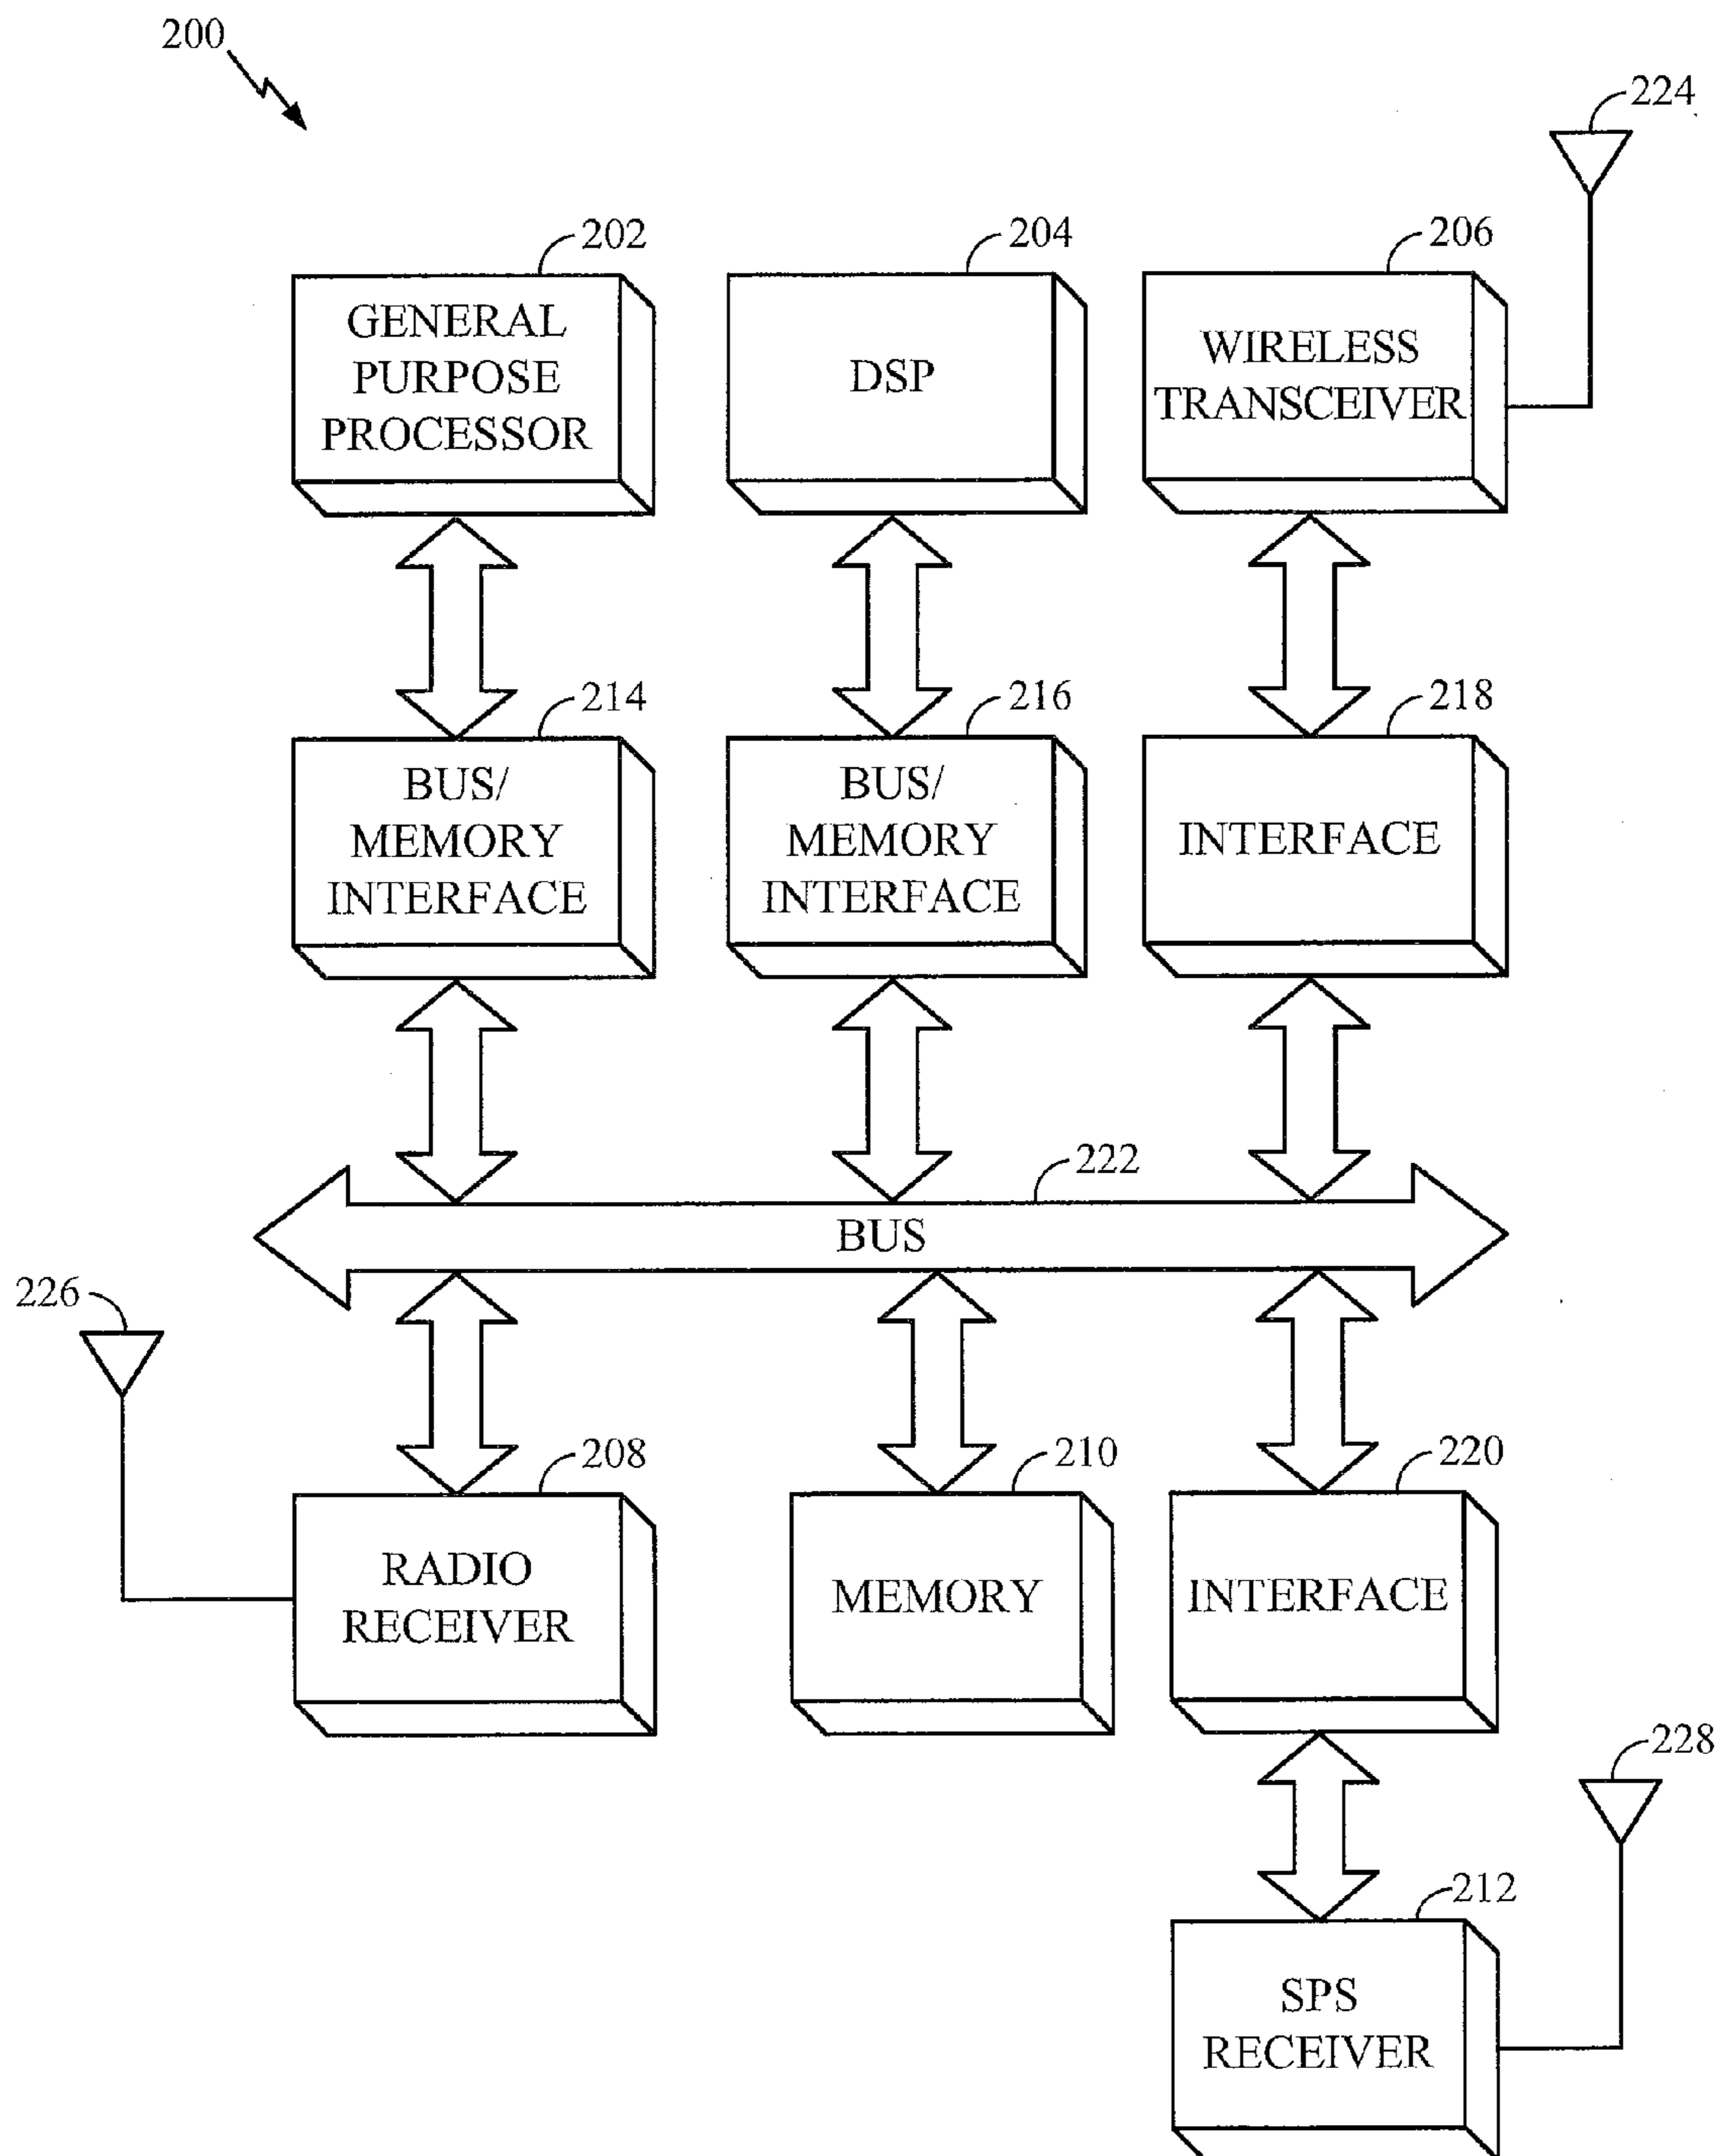 200
224
202
204
206
GENERAL
PURPOSE
PROCESSOR
DSP
WIRELESS
TRANSCEIVER
214
216
218
BUS/
MEMORY
INTERFACE
BUS/
MEMORY
INTERFACE
INTERFACE
222
BUS
226
208
210
220
RADIO
RECEIVER
MEMORY
INTERFACE
228
212
SPS
RECEIVER